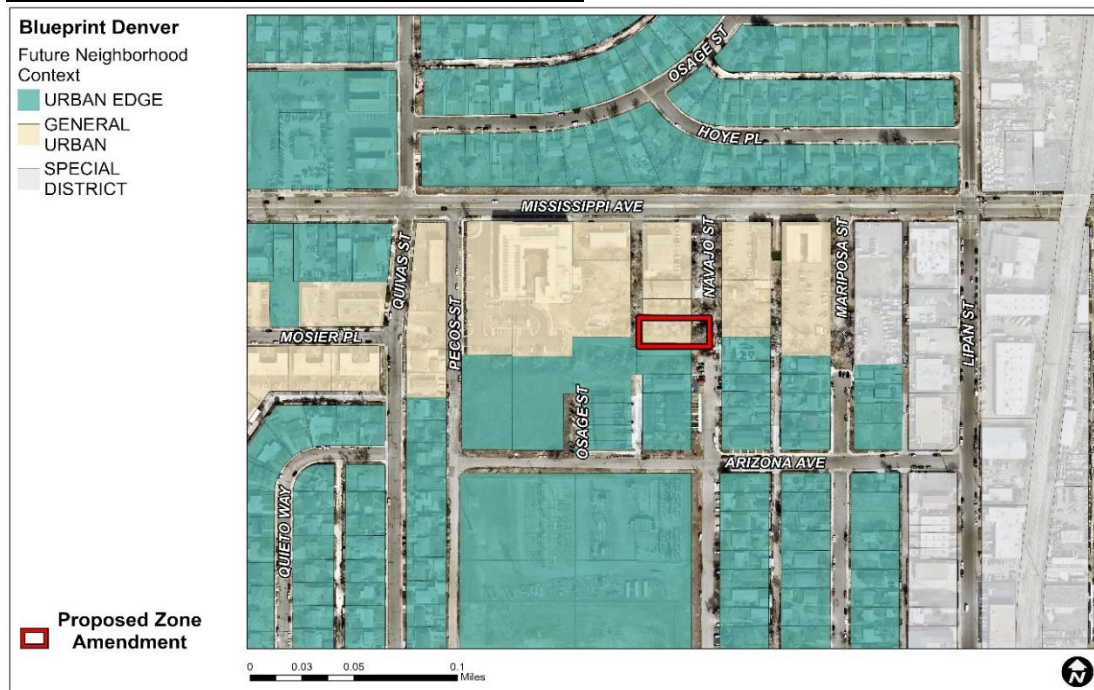 Blueprint Denver
Future Neighborhood
Context
URBAN EDGE
GENERAL
URBAN
SPECIAL
DISTRICT
OSAGE ST
HOYE PL
MISSISSIPPI AVE
QUIVAS ST
PECOS ST
NAVAJO ST
MARIPOSA ST
LIPAN ST
MOSIER PL
OSAGE ST
ARIZONA AVE
QUIETO WAY
Proposed Zone
Amendment
0 0.03 0.05 0.1
Miles
N